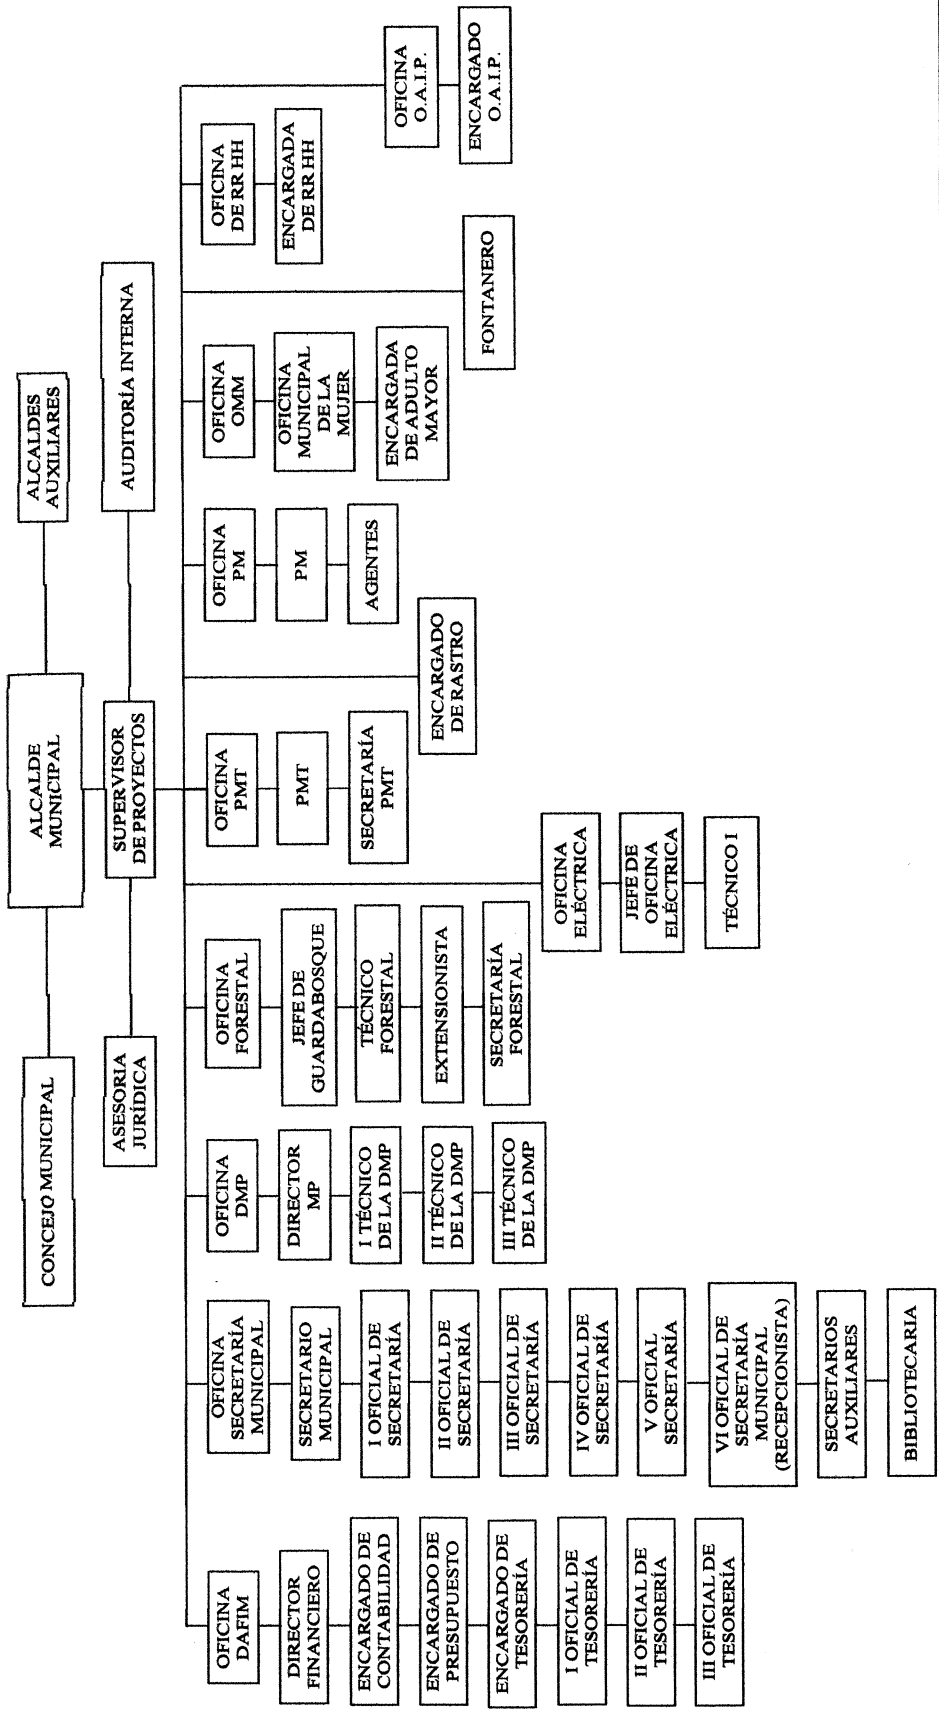 CONCEJO MUNICIPAL
ALCALDE
MUNICIPAL
ALCALDES
AUXILIARES
ASESORIA
JURÍDICA
SUPERVISOR
DE PROYECTOS
AUDITORÍA INTERNA
OFICINA
DAFIM
DIRECTOR
FINANCIERO
ENCARGADO DE
CONTABILIDAD
ENCARGADO DE
PRESUPUESTO
ENCARGADO DE
TESORERÍA
I OFICIAL DE
TESORERÍA
II OFICIAL DE
TESORERÍA
III OFICIAL DE
TESORERÍA
OFICINA
SECRETARÍA
MUNICIPAL
SECRETARIO
MUNICIPAL
I OFICIAL DE
SECRETARÍA
II OFICIAL DE
SECRETARÍA
III OFICIAL DE
SECRETARÍA
IV OFICIAL DE
SECRETARÍA
V OFICIAL
SECRETARÍA
VI OFICIAL DE
SECRETARÍA
MUNICIPAL
(RECEPCIONISTA)
SECRETARIOS
AUXILIARES
BIBLIOTECARIA
OFICINA
DMP
DIRECTOR
MP
I TÉCNICO
DE LA DMP
II TÉCNICO
DE LA DMP
III TÉCNICO
DE LA DMP
OFICINA
FORESTAL
JEFE DE
GUARDABOSQUE
TÉCNICO
FORESTAL
EXTENSIONISTA
SECRETARÍA
FORESTAL
OFICINA
ELÉCTRICA
JEFE DE
OFICINA
ELÉCTRICA
TÉCNICO I
OFICINA
PMT
PMT
SECRETARÍA
PMT
ENCARGADO
DE RASTRO
OFICINA
PM
PM
AGENTES
OFICINA
OMM
OFICINA
MUNICIPAL
DE LA
MUJER
ENCARGADA
DE ADULTO
MAYOR
FONTANERO
OFICINA
DE RR HH
ENCARGADA
DE RR HH
OFICINA
O.A.I.P.
ENCARGADO
O.A.I.P.